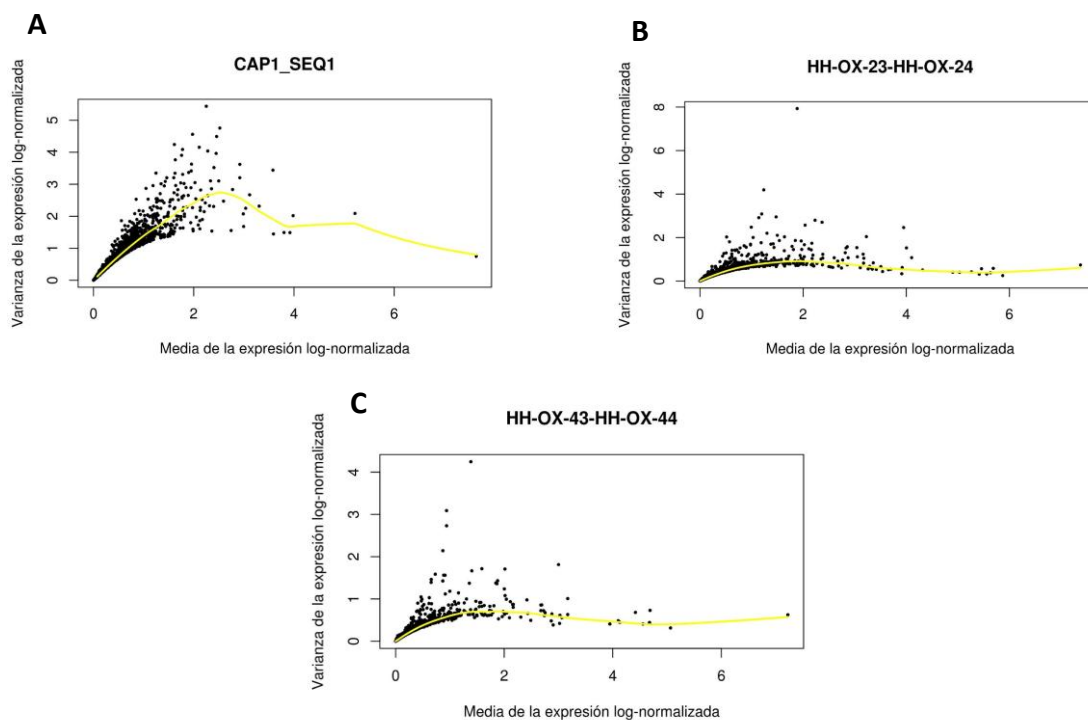 A
CAP1_SEQ1
Varianza de la expresión log-normalizada
5
4
3
2
1
0
0 2 4 6
Media de la expresión log-normalizada
B
HH-OX-23-HH-OX-24
Varianza de la expresión log-normalizada
8
6
4
2
0
0 2 4 6
Media de la expresión log-normalizada
C
HH-OX-43-HH-OX-44
Varianza de la expresión log-normalizada
4
3
2
1
0
0 2 4 6
Media de la expresión log-normalizada